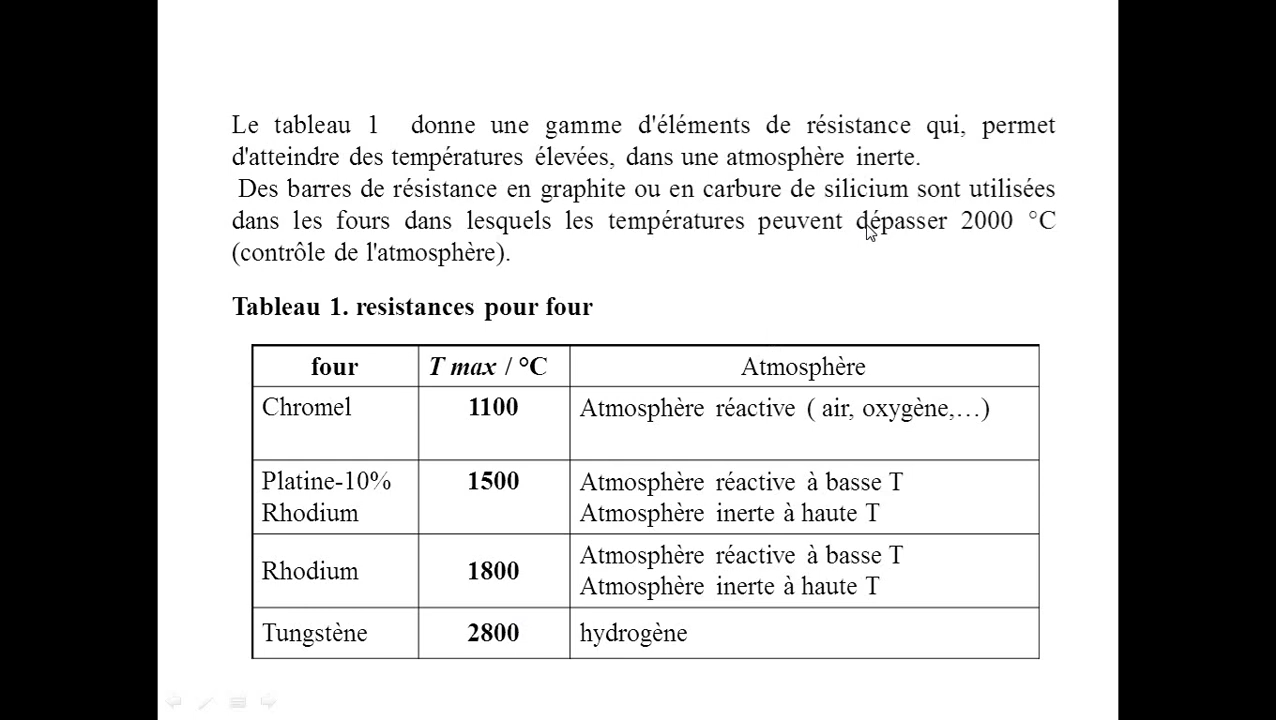 Le tableau 1 donne une gamme d'éléments de résistance qui, permet
d'atteindre des températures élevées, dans une atmosphère inerte.
Des barres de résistance en graphite ou en carbure de silicium sont utilisées
dans les fours dans lesquels les températures peuvent dépasser 2000 °C
(contrôle de l'atmosphère).
Tableau 1. resistances pour four
four T max / °C Atmosphère
Chromel 1100 Atmosphère réactive ( air, oxygène,…)
Platine-10% 1500 Atmosphère réactive à basse T
Rhodium Atmosphère inerte à haute T
Atmosphère réactive à basse T
Rhodium 1800
Atmosphère inerte à haute T
Tungstène 2800 hydrogène